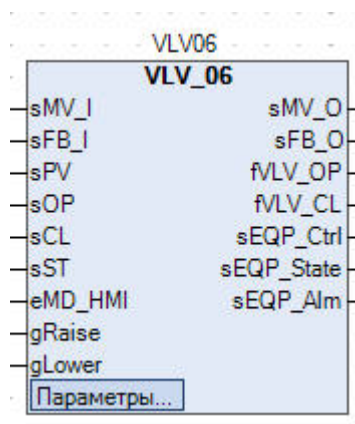 VLV06
VLV_06
sMV_I sMV_O
sFB_I sFB_O
sPV fVLV_OP
sOP fVLV_CL
sCL sEQP_Ctrl
sST sEQP_State
eMD_HMI sEQP_Alm
gRaise
gLower
Параметры...